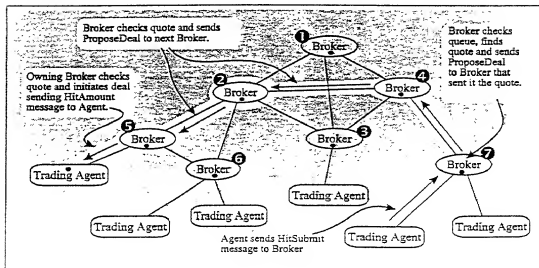 Broker checks quote and sends
ProposeDeal to next Broker.
Broker checks
queue, finds
quote and sends
ProposeDeal
to Broker that
sent it the quote.
Owning Broker checks
quote and initiates deal
sending HitAmount
message to Agent.
1
Broker
2
Broker
4
Broker
5
Broker
3
Broker
6
Broker
7
Broker
Trading Agent
Trading Agent
Trading Agent
Trading Agent
Trading Agent
Trading Agent
Agent sends HitSubmit
message to Broker